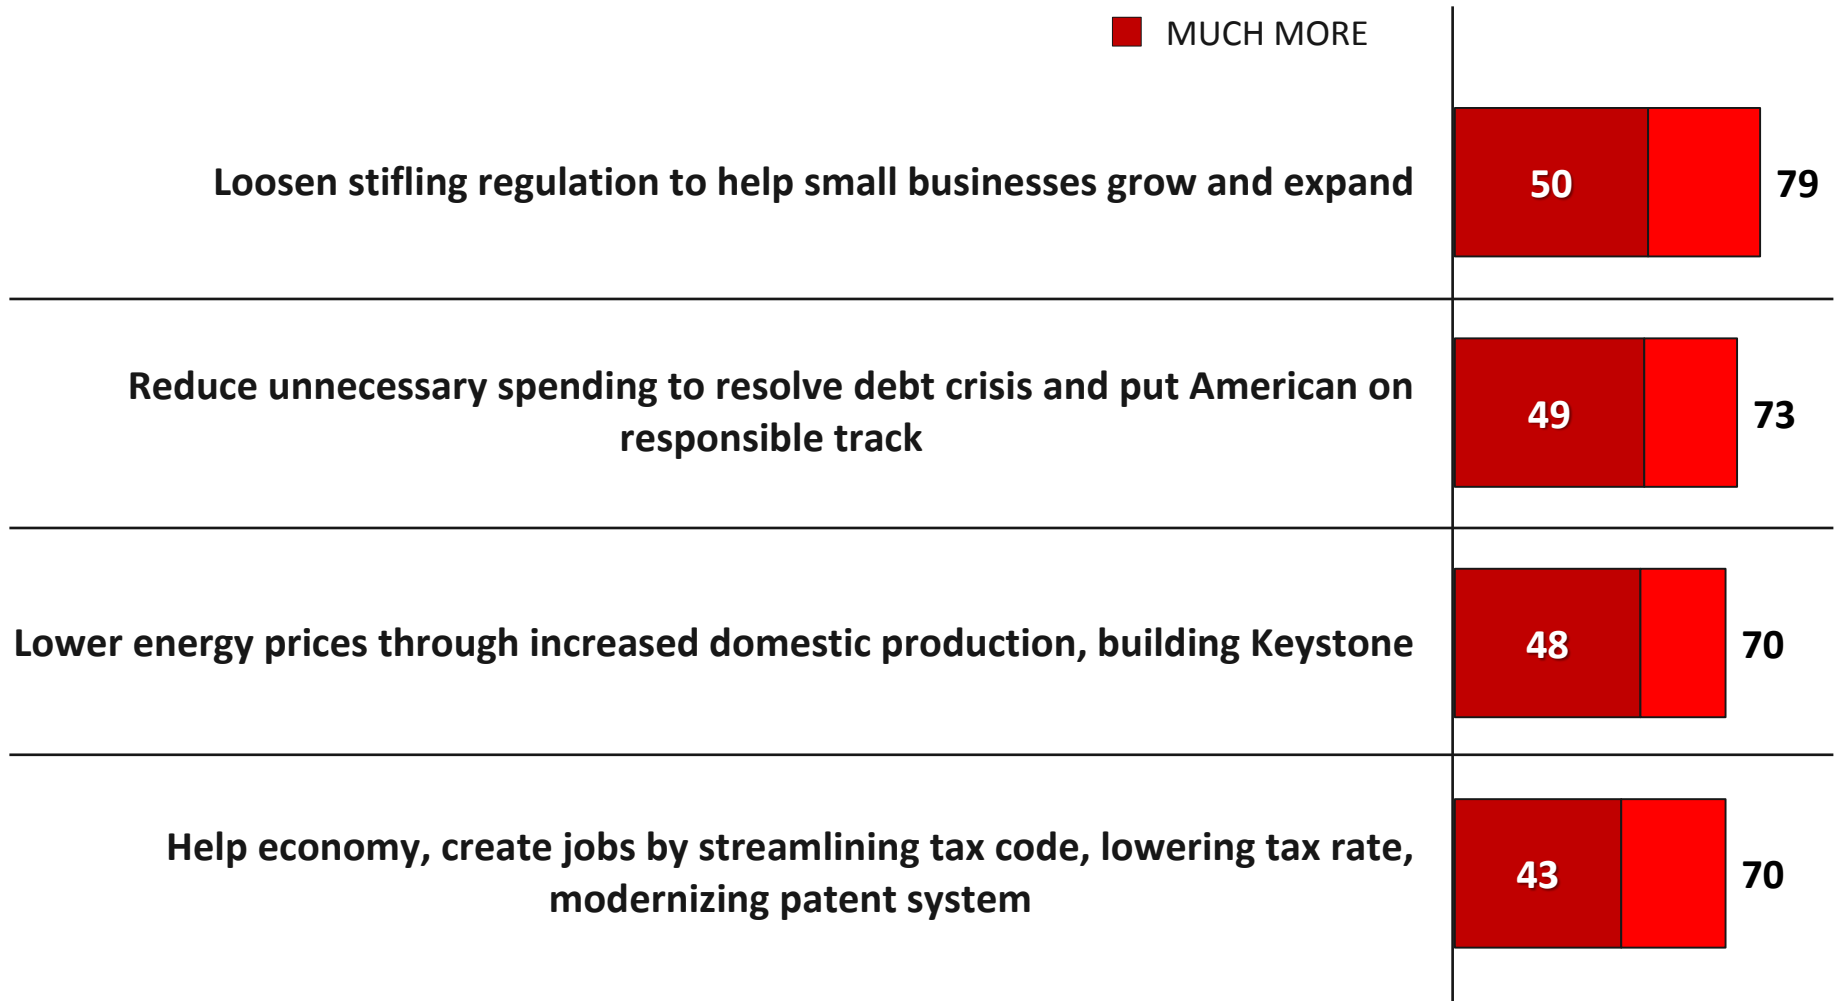 MUCH MORE
Loosen stifling regulation to help small businesses grow and expand
50
79
Reduce unnecessary spending to resolve debt crisis and put American on
responsible track
49
73
Lower energy prices through increased domestic production, building Keystone
48
70
Help economy, create jobs by streamlining tax code, lowering tax rate,
modernizing patent system
43
70